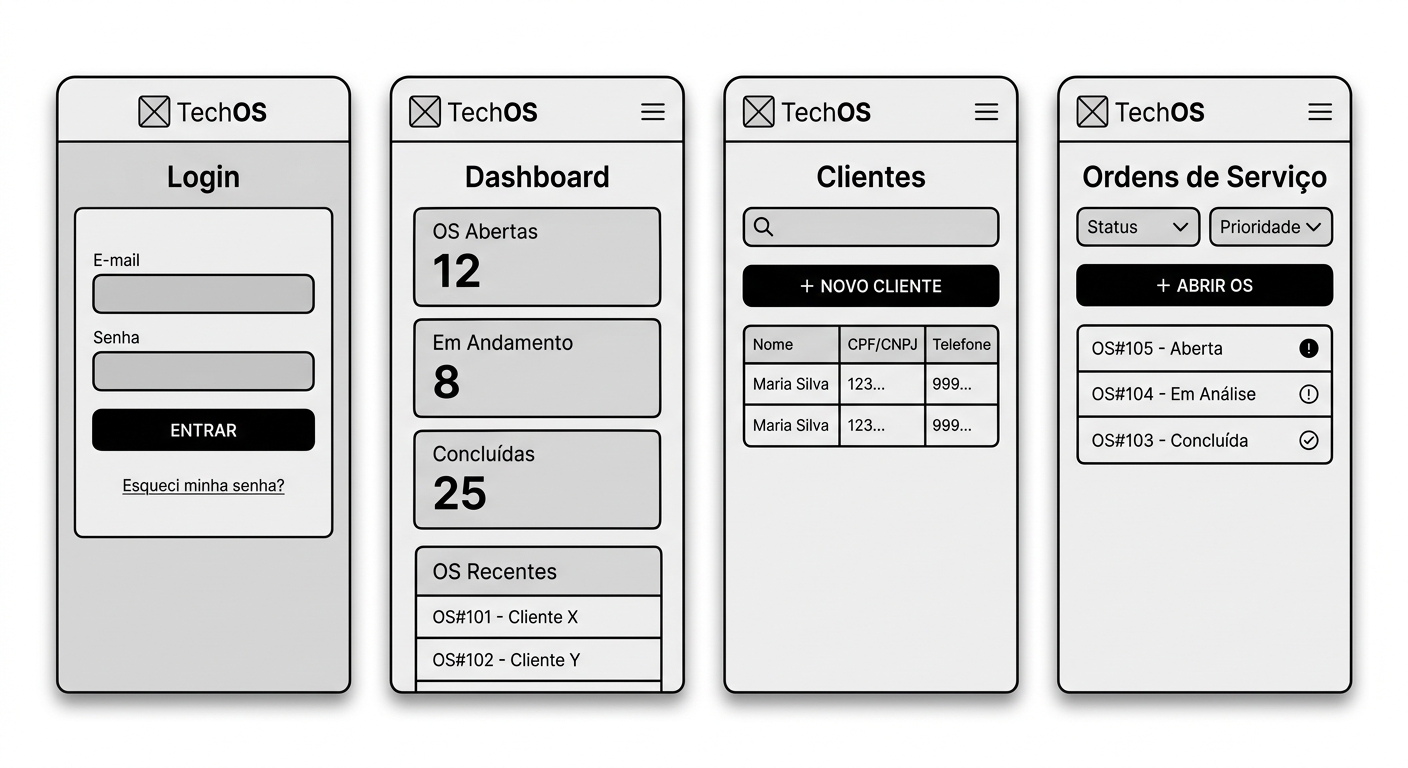 TechOS
Login
E-mail
Senha
ENTRAR
Esqueci minha senha?
TechOS
Dashboard
OS Abertas
12
Em Andamento
8
Concluídas
25
OS Recentes
OS#101 - Cliente X
OS#102 - Cliente Y
TechOS
Clientes
+ NOVO CLIENTE
Nome CPF/CNPJ Telefone
Maria Silva 123... 999...
Maria Silva 123... 999...
TechOS
Ordens de Serviço
Status Prioridade
+ ABRIR OS
OS#105 - Aberta
OS#104 - Em Análise
OS#103 - Concluída